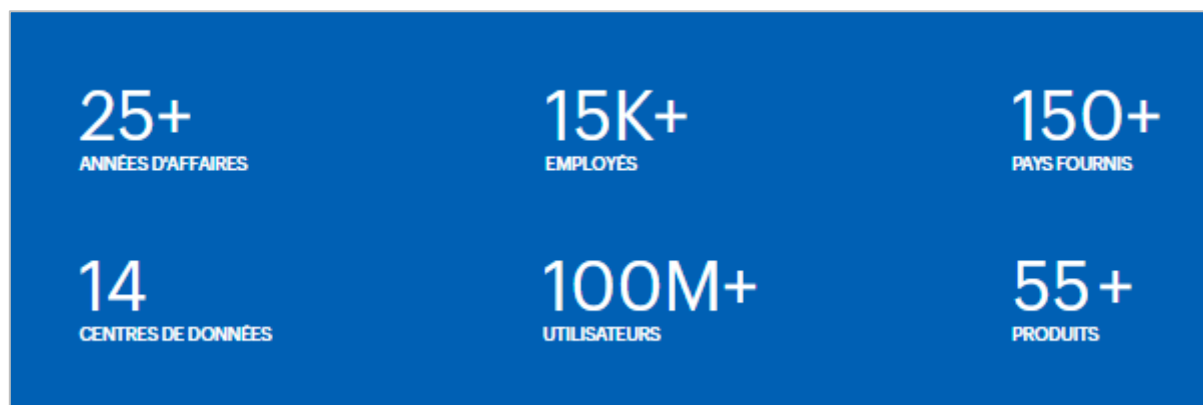 25+
ANNÉES D'AFFAIRES
15K+
EMPLOYÉS
150+
PAYS FOURNIS
14
CENTRES DE DONNÉES
100M+
UTILISATEURS
55+
PRODUITS